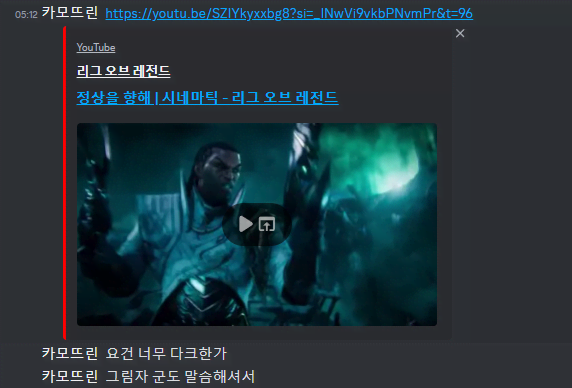 05:12 카모뜨린 https://youtu.be/SZlYkyxxbg8?si=_lNwVi9vkbPNvmPr&t=96
YouTube
리그 오브 레전드
정상을 향해 | 시네마틱 - 리그 오브 레전드
카모뜨린 요건 너무 다크한가
카모뜨린 그림자 군도 말씀해셔서